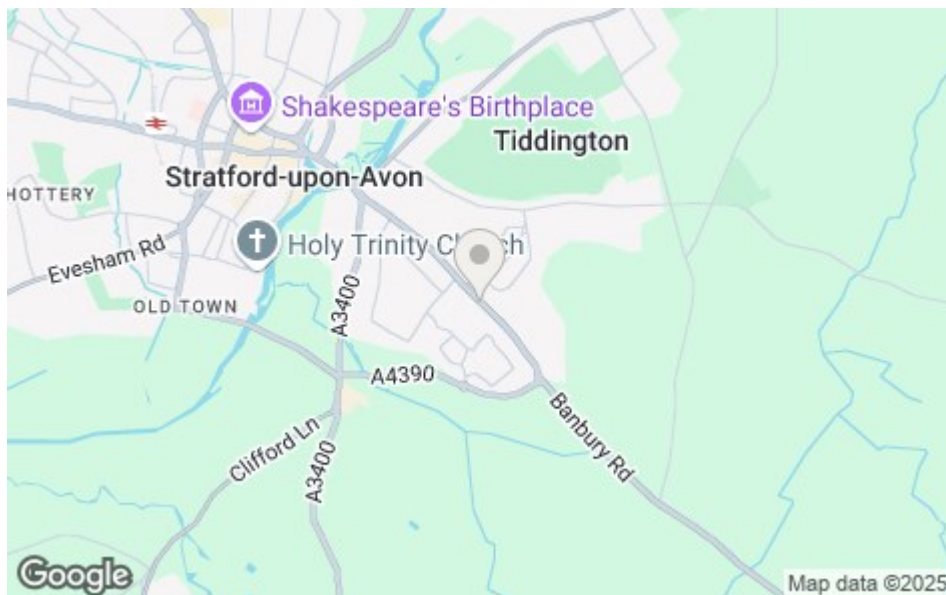 Shakespeare's Birthplace
Tiddington
Stratford-upon-Avon
HOTTERY
Holy Trinity Church
Evesham Rd
OLD TOWN
A3400
A4390
Banbury Rd
Clifford Ln
A3400
Google
Map data ©2025